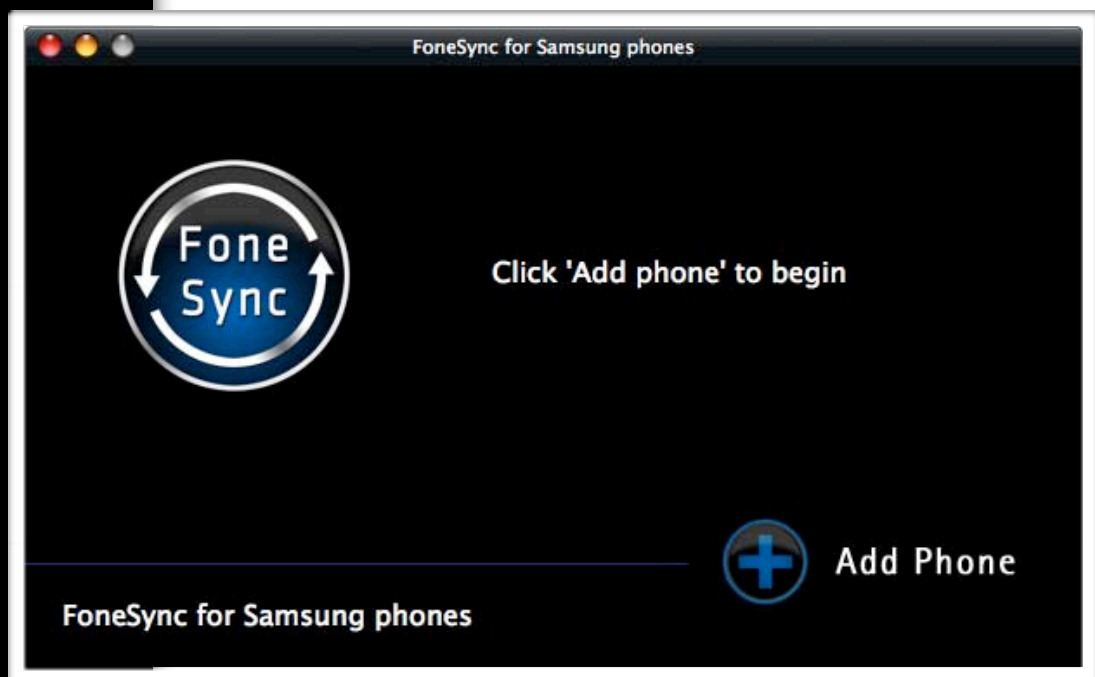 FoneSync for Samsung phones
Fone
Sync
Click 'Add phone' to begin
Add Phone
FoneSync for Samsung phones